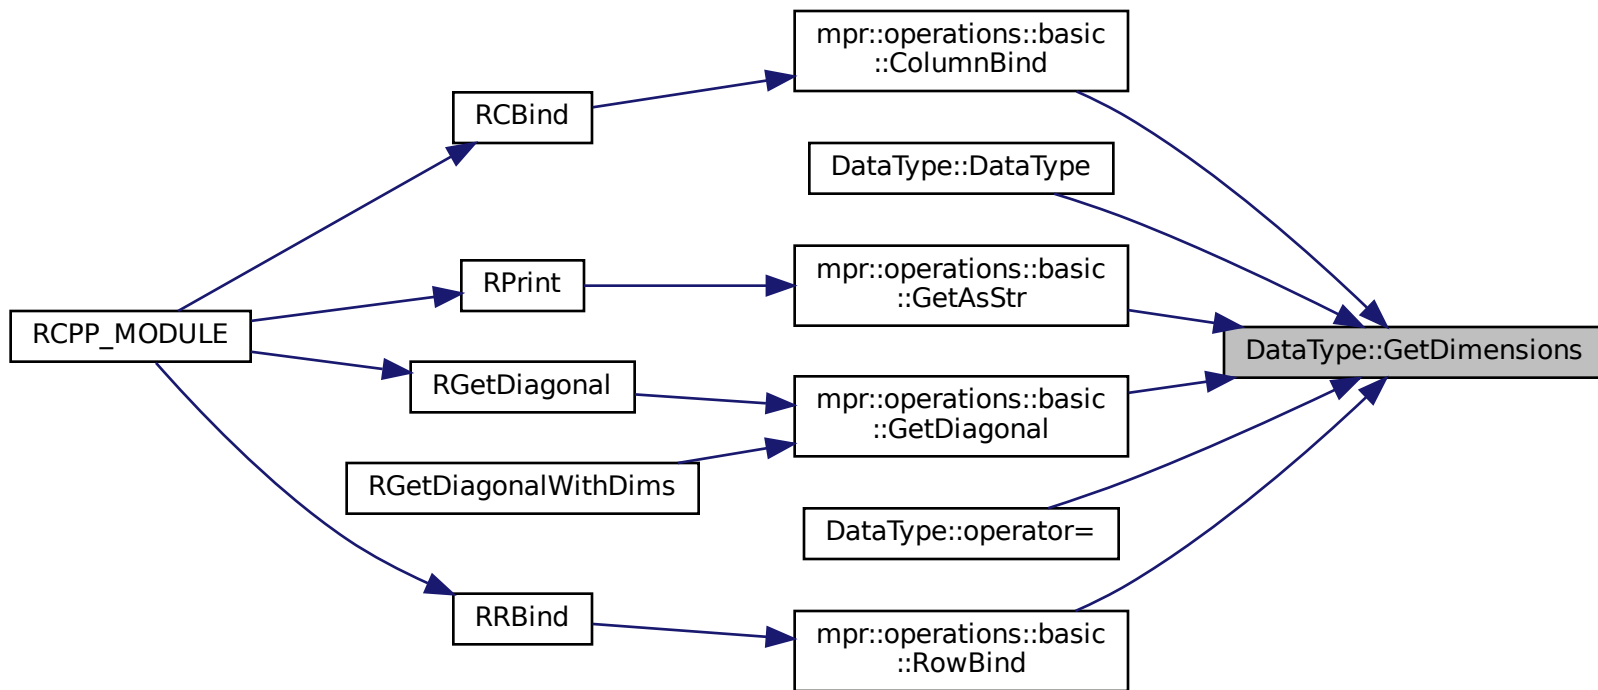 RCPP_MODULE
RCBind
RPrint
RGetDiagonal
RGetDiagonalWithDims
RRBind
mpr::operations::basic
::ColumnBind
DataType::DataType
mpr::operations::basic
::GetAsStr
mpr::operations::basic
::GetDiagonal
DataType::operator=
mpr::operations::basic
::RowBind
DataType::GetDimensions